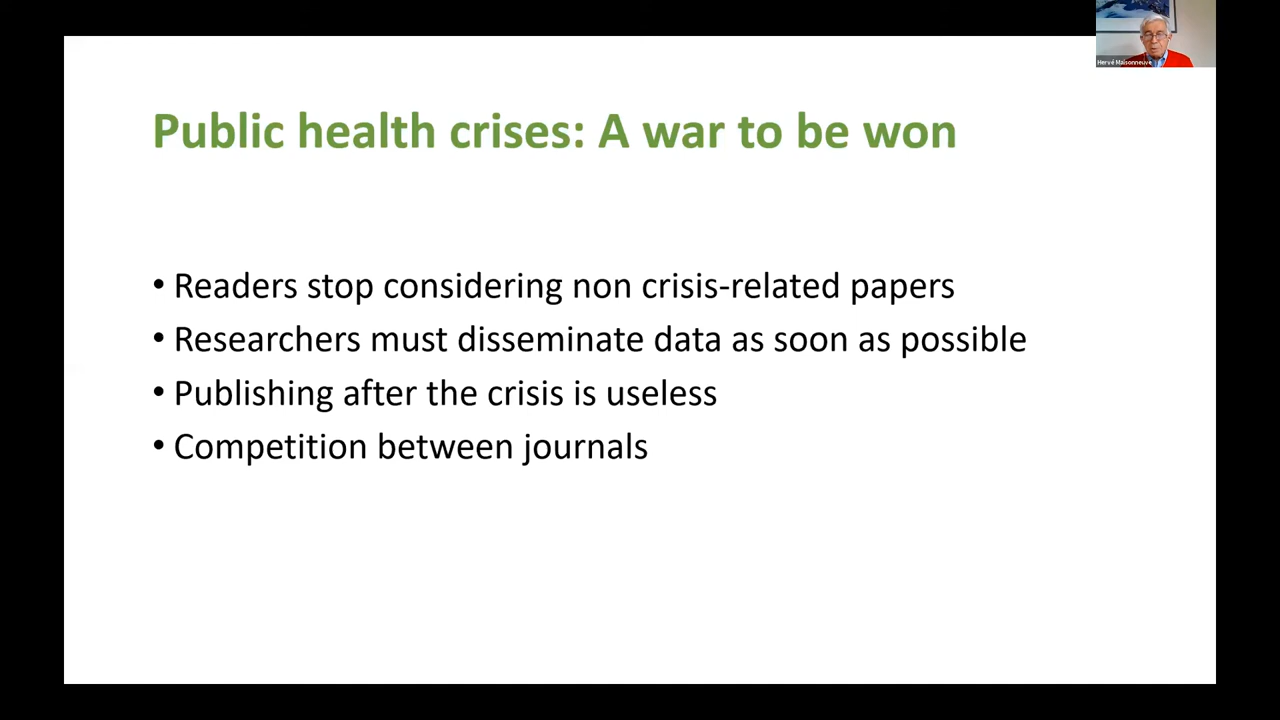 Hervé Maisonneuve
Public health crises: A war to be won
• Readers stop considering non crisis-related papers
• Researchers must disseminate data as soon as possible
• Publishing after the crisis is useless
• Competition between journals